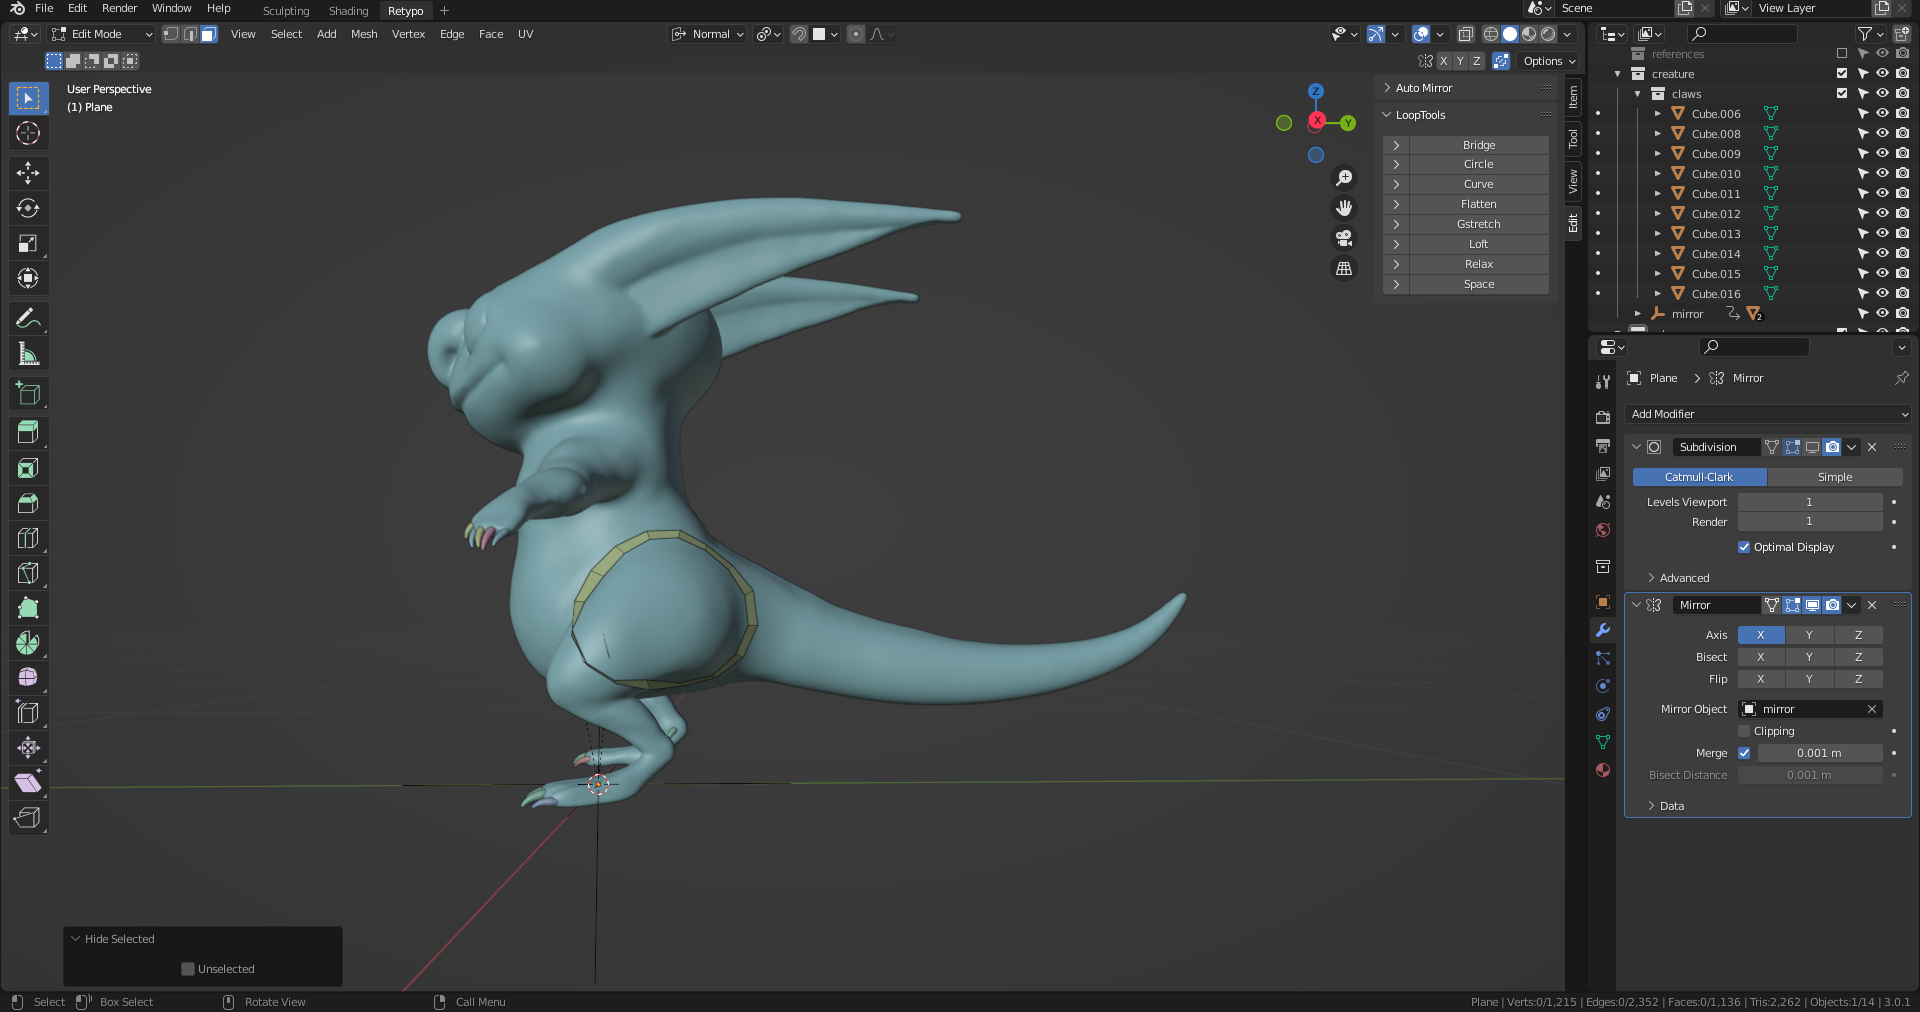 File Edit Render Window Help Sculpting Shading Retypo Scene View Layer
Edit Mode View Select Add Mesh Vertex Edge Face UV Normal
X Y Z Options
User Perspective
(1) Plane
Z
X
Y
Auto Mirror
LoopTools
Bridge
Circle
Curve
Flatten
Gstretch
Loft
Relax
Space
Item
Tool
View
Edit
references
creature
claws
Cube.006
Cube.008
Cube.009
Cube.010
Cube.011
Cube.012
Cube.013
Cube.014
Cube.015
Cube.016
mirror 2
Plane Mirror
Add Modifier
Subdivision
Catmull-Clark Simple
Levels Viewport 1
Render 1
Optimal Display
Advanced
Mirror
Axis X Y Z
Bisect X Y Z
Flip X Y Z
Mirror Object mirror
Clipping
Merge 0.001 m
Bisect Distance 0.001 m
Data
Hide Selected
Unselected
Select Box Select Rotate View Call Menu
Plane | Verts:0/1,215 | Edges:0/2,352 | Faces:0/1,136 | Tris:2,262 | Objects:1/14 | 3.0.1